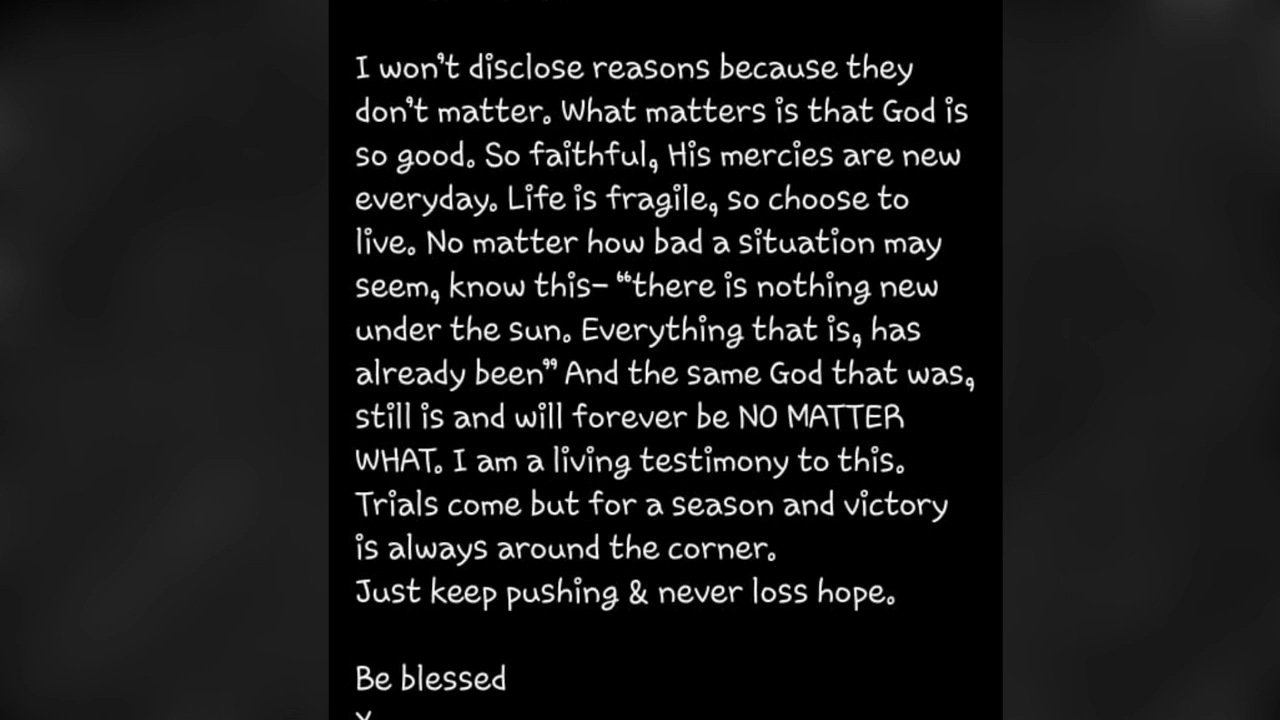 I won't disclose reasons because they
don't matter. What matters is that God is
so good. So faithful, His mercies are new
everyday. Life is fragile, so choose to
live. No matter how bad a situation may
seem, know this- “there is nothing new
under the sun. Everything that is, has
already been” And the same God that was,
still is and will forever be NO MATTER
WHAT. I am a living testimony to this.
Trials come but for a season and victory
is always around the corner.
Just keep pushing & never loss hope.
Be blessed